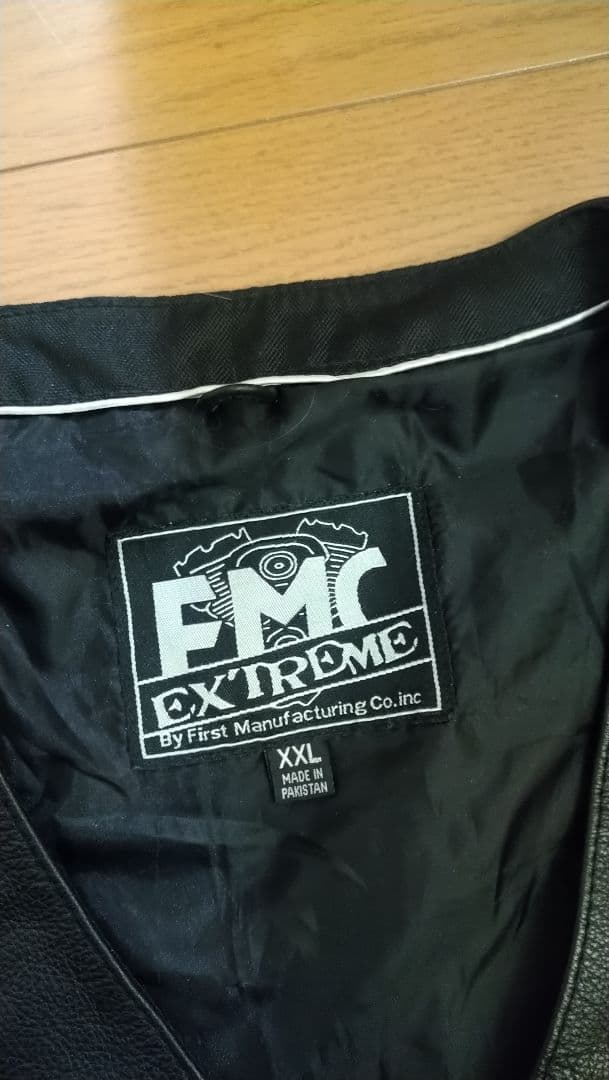 FMC
EXTREME
By First Manufacturing Co.inc
XXL
MADE IN
PAKISTAN